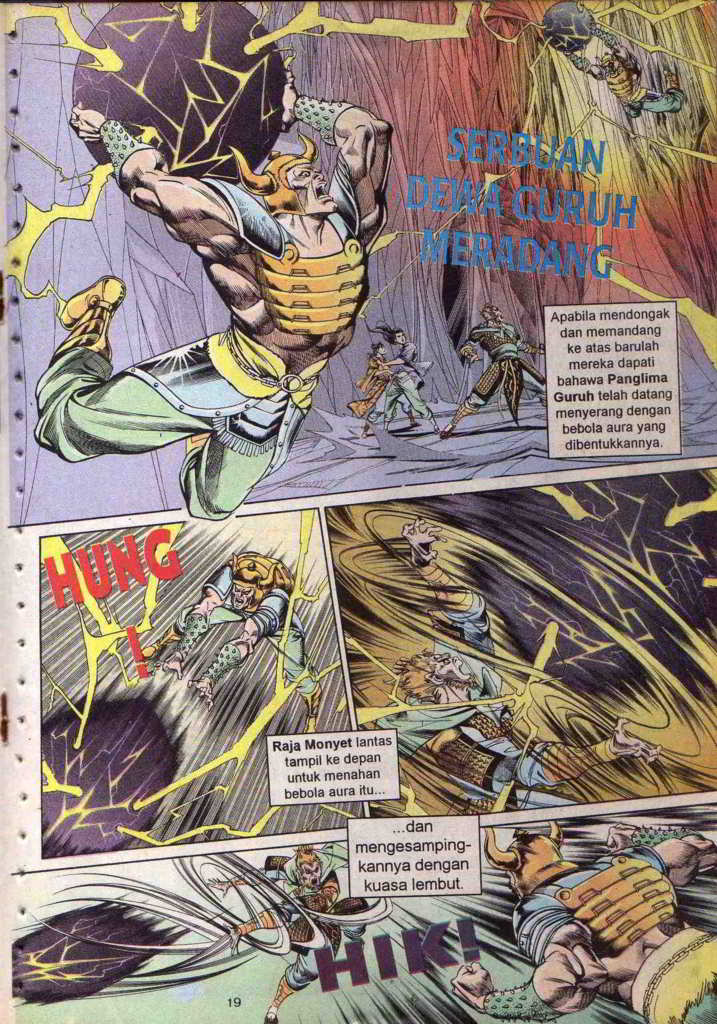 SERBUAN
DEWA GURUH
MERADANG
Apabila mendongak
dan memandang
ke atas barulah
mereka dapati
bahawa Panglima
Guruh telah datang
menyerang dengan
bebola aura yang
dibentukkannya.
HUNG
!
Raja Monyet lantas
tampil ke depan
untuk menahan
bebola aura itu...
...dan
mengesamping-
kannya dengan
kuasa lembut.
HIK!
19